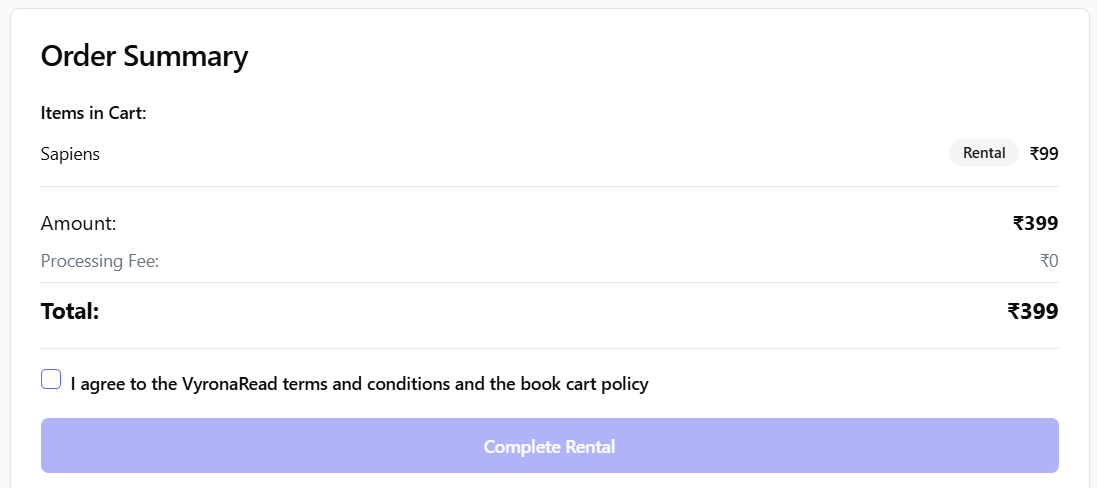 Order Summary
Items in Cart:
Sapiens Rental ₹99
Amount: ₹399
Processing Fee: ₹0
Total: ₹399
I agree to the VyronaRead terms and conditions and the book cart policy
Complete Rental